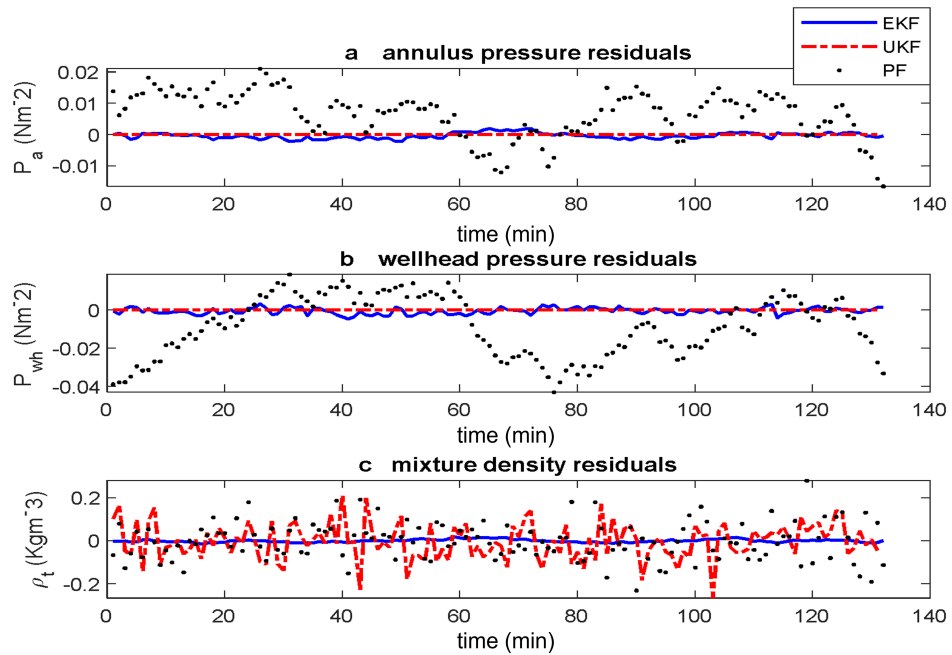 EKF
UKF
PF
a annulus pressure residuals
0.02
0.01
0
-0.01
P_a (Nm⁻2)
0 20 40 60 80 100 120 140
time (min)
b wellhead pressure residuals
0
-0.02
-0.04
P_wh (Nm⁻2)
0 20 40 60 80 100 120 140
time (min)
c mixture density residuals
0.2
0
-0.2
ρ_t (Kgm⁻3)
0 20 40 60 80 100 120 140
time (min)